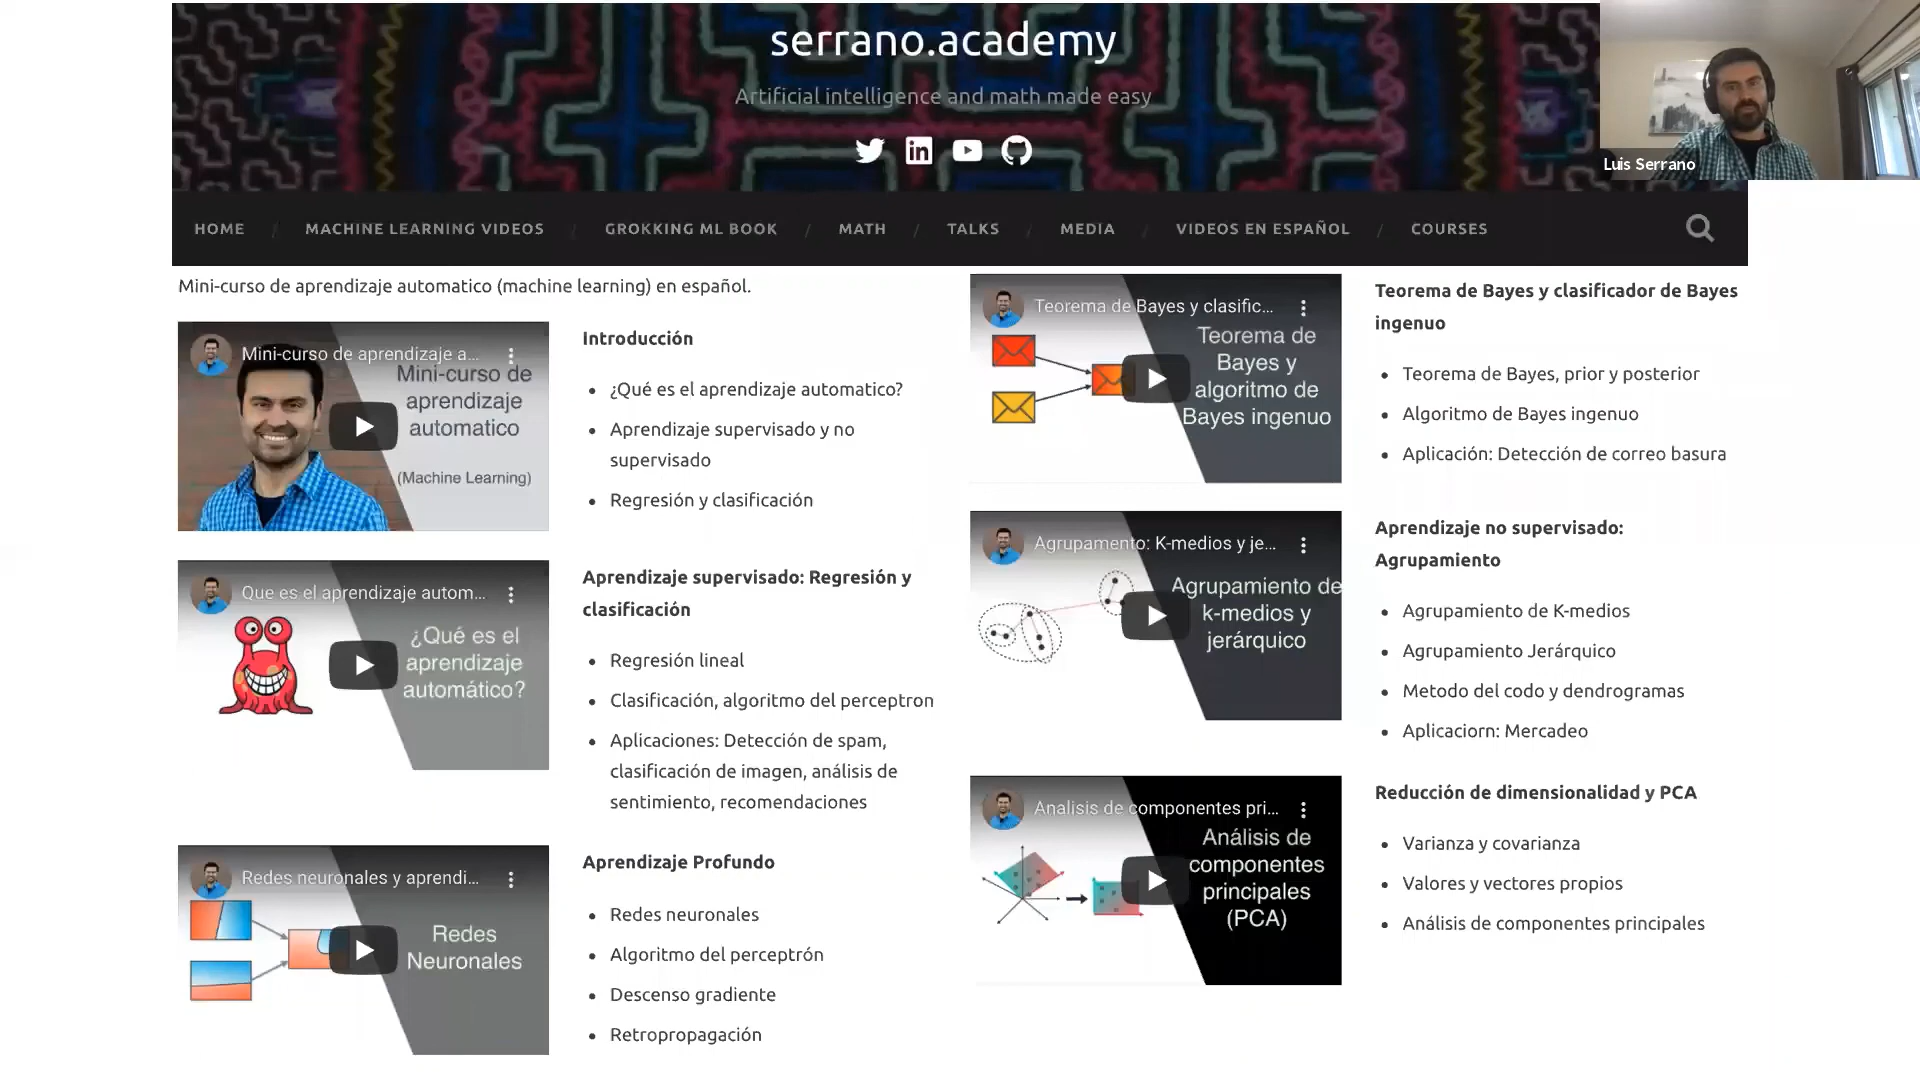 serrano.academy
Artificial intelligence and math made easy
Luis Serrano
HOME / MACHINE LEARNING VIDEOS / GROKKING ML BOOK / MATH / TALKS / MEDIA / VIDEOS EN ESPAÑOL / COURSES
Mini-curso de aprendizaje automatico (machine learning) en español.
Mini-curso de aprendizaje a...
Mini-curso de
aprendizaje
automatico
(Machine Learning)
Introducción
• ¿Qué es el aprendizaje automatico?
• Aprendizaje supervisado y no
supervisado
• Regresión y clasificación
Que es el aprendizaje autom...
¿Qué es el
aprendizaje
automático?
Aprendizaje supervisado: Regresión y
clasificación
• Regresión lineal
• Clasificación, algoritmo del perceptron
• Aplicaciones: Detección de spam,
clasificación de imagen, análisis de
sentimiento, recomendaciones
Redes neuronales y aprendi...
Redes
Neuronales
Aprendizaje Profundo
• Redes neuronales
• Algoritmo del perceptrón
• Descenso gradiente
• Retropropagación
Teorema de Bayes y clasific...
Teorema de
Bayes y
algoritmo de
Bayes ingenuo
Teorema de Bayes y clasificador de Bayes
ingenuo
• Teorema de Bayes, prior y posterior
• Algoritmo de Bayes ingenuo
• Aplicación: Detección de correo basura
Agrupamento: K-medios y je...
Agrupamiento de
k-medios y
jerárquico
Aprendizaje no supervisado:
Agrupamiento
• Agrupamiento de K-medios
• Agrupamiento Jerárquico
• Metodo del codo y dendrogramas
• Aplicaciorn: Mercadeo
Analisis de componentes pri...
Análisis de
componentes
principales
(PCA)
Reducción de dimensionalidad y PCA
• Varianza y covarianza
• Valores y vectores propios
• Análisis de componentes principales